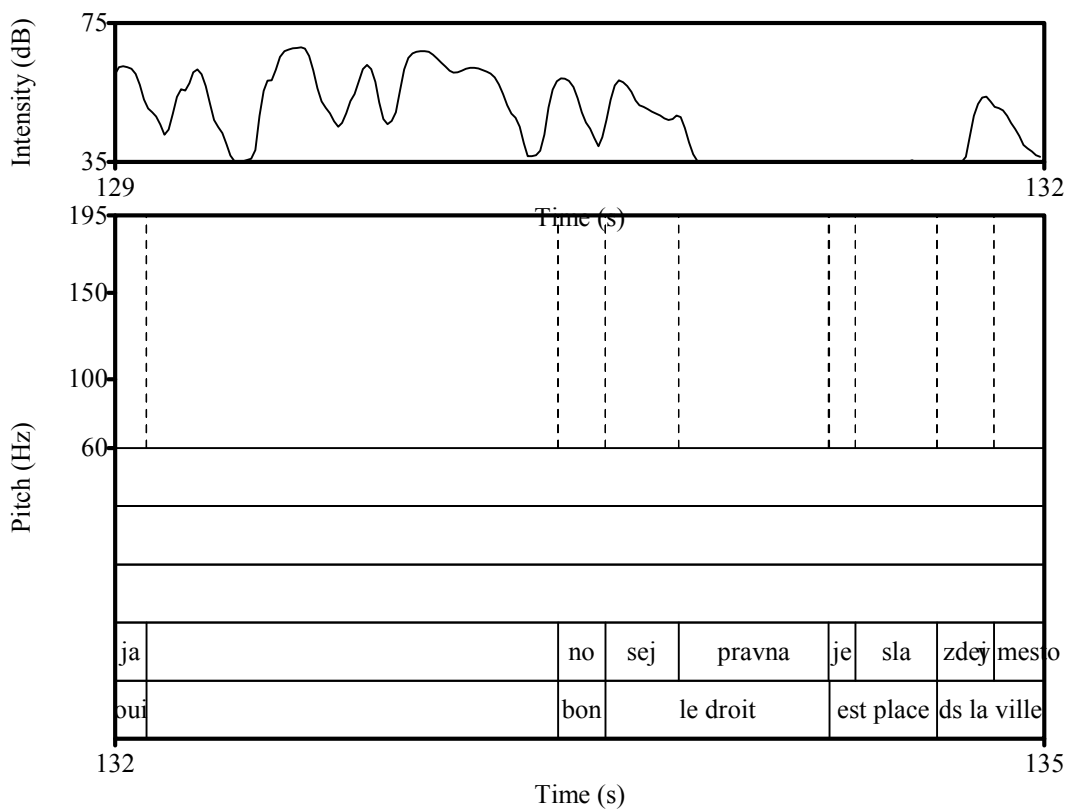 75
Intensity (dB)
35
129 132
Time (s)
195
150
100
60
Pitch (Hz)
ja no sej pravna je sla zdej v mesto
oui bon le droit est place ds la ville
132 135
Time (s)